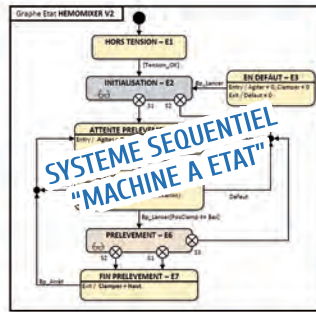 Graphe Etat HEMOMIXER V2
HORS TENSION – E1
[Tension_OK]
INITIALISATION – E2
Bp_Lancer
EN DEFAUT – E3
Entry / Agiter = 0, Clamper = 0
Exit / Defaut = 0
S1
S2
ATTENTE PRELEVEMENT
Entry / Agiter
SYSTEME SEQUENTIEL
"MACHINE A ETAT"
Defaut
Bp_Lancer[PosClamp == Bas]
PRELEVEMENT – E6
S2
S1
S3
FIN PRELEVEMENT – E7
Exit / Clamper = Haut
Bp_Arret